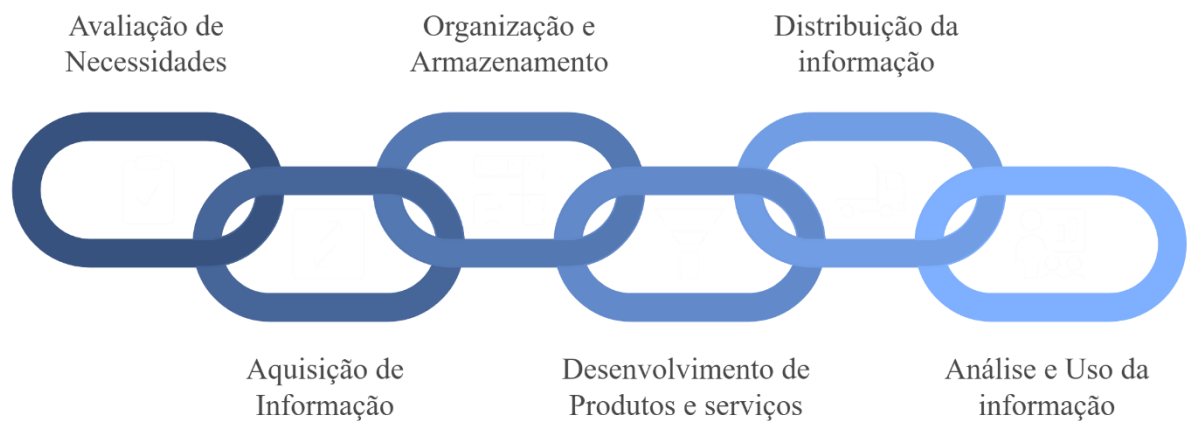 Avaliação de
Necessidades
Organização e
Armazenamento
Distribuição da
informação
Aquisição de
Informação
Desenvolvimento de
Produtos e serviços
Análise e Uso da
informação